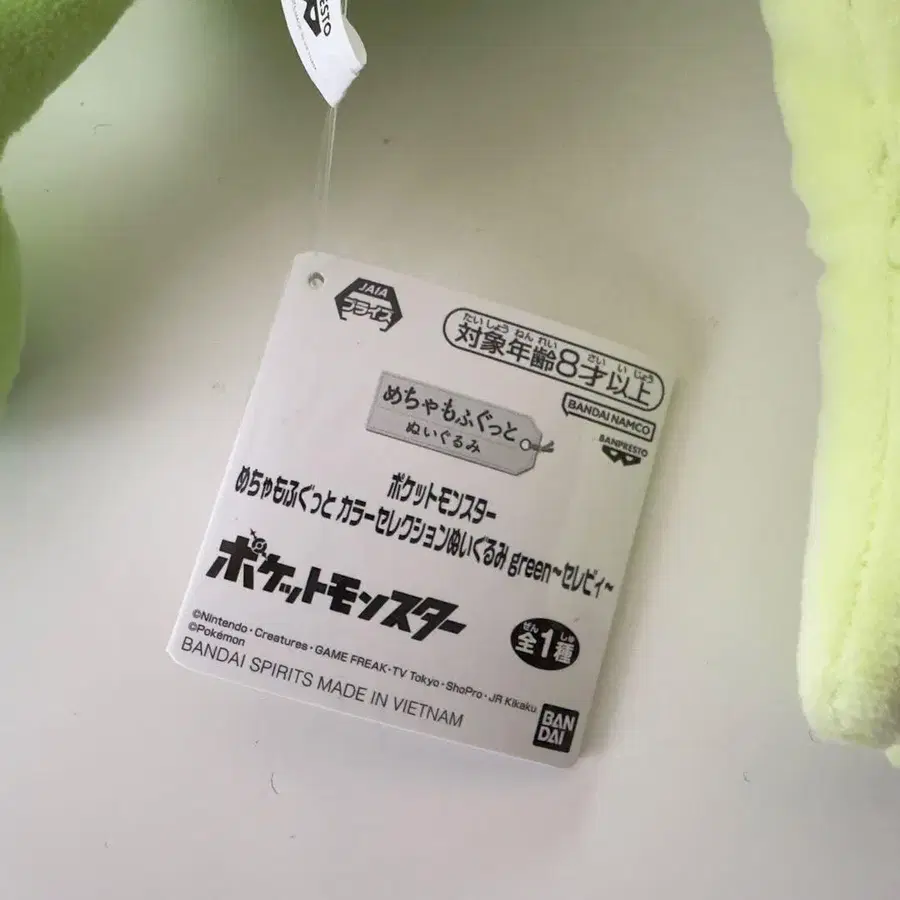 PRESTO
JAIA
プライズ
たいしょう ねんれい さい い じょう
対象年齢8才以上
BANDAI NAMCO
BANPRESTO
めちゃもふぐっと
ぬいぐるみ
ポケットモンスター
めちゃもふぐっと カラーセレクションぬいぐるみ green～セレビィ～
ポケットモンスター
ぜん しゅ
全1種
©Nintendo・Creatures・GAME FREAK・TV Tokyo・ShoPro・JR Kikaku
©Pokémon
BANDAI SPIRITS MADE IN VIETNAM
BAN
DAI